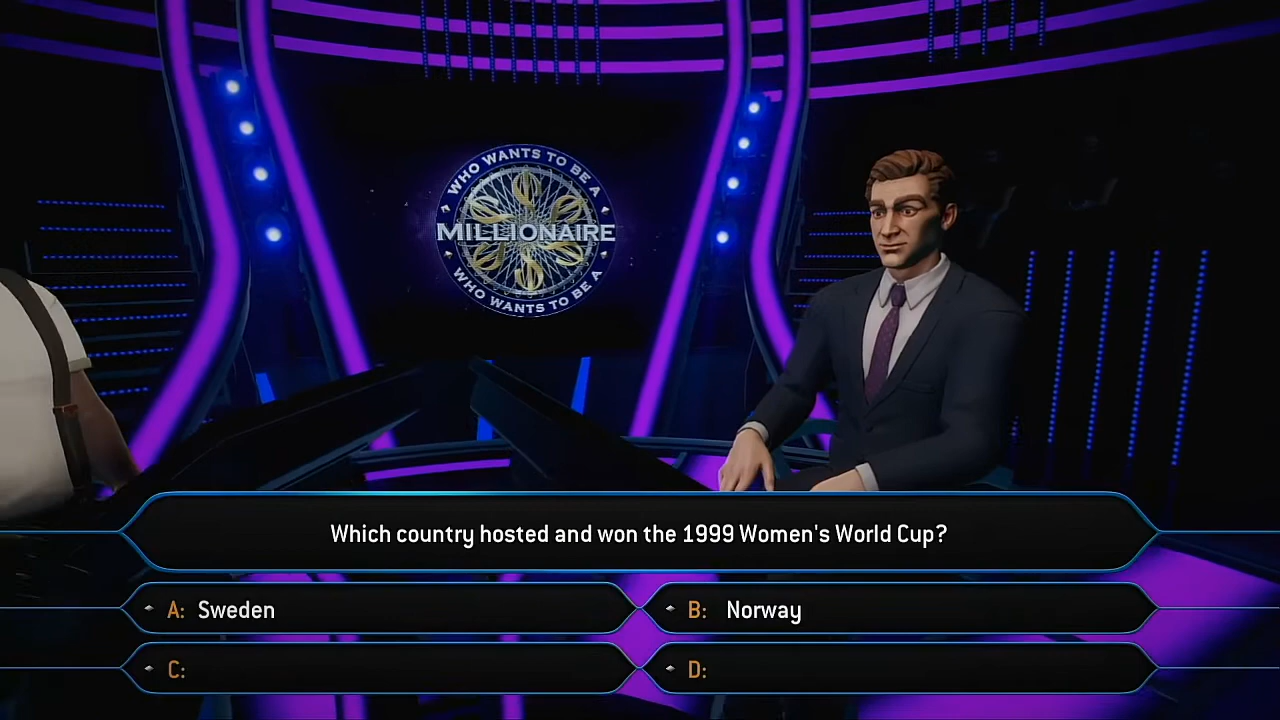 WHO WANTS TO BE A
MILLIONAIRE
WHO WANTS TO BE A
Which country hosted and won the 1999 Women's World Cup?
A: Sweden
B: Norway
C:
D: